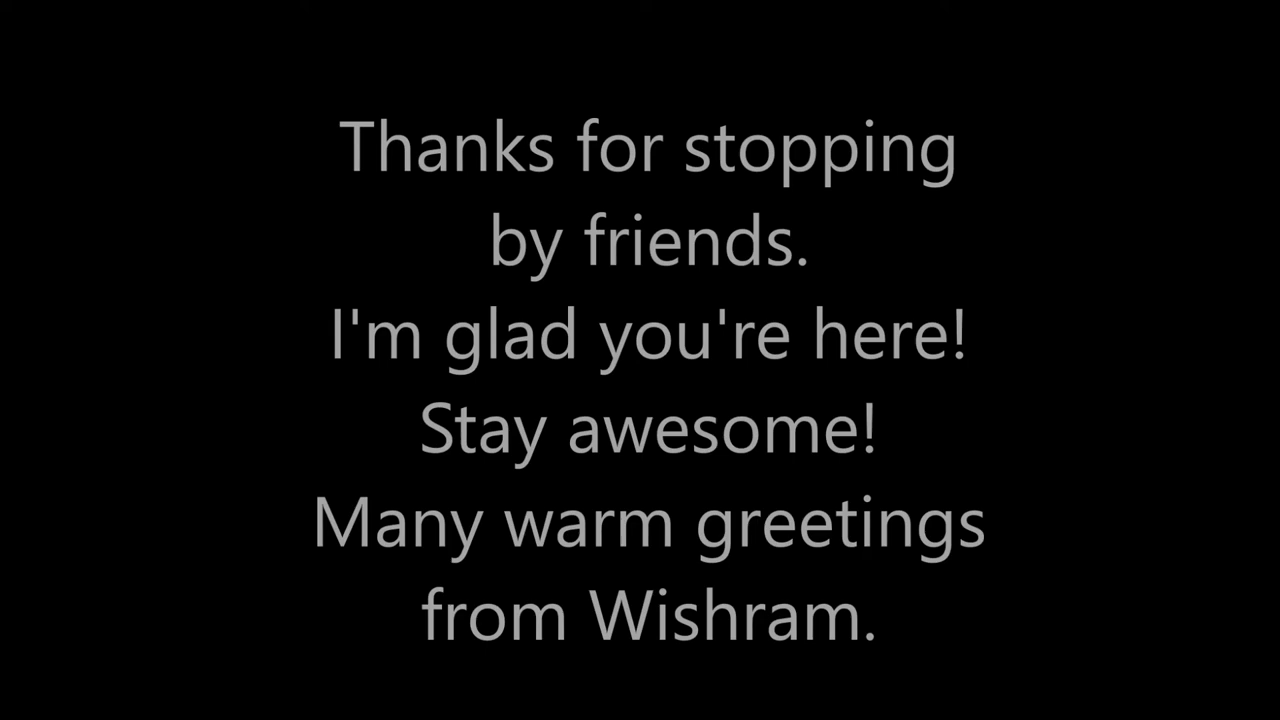 Thanks for stopping
by friends.
I'm glad you're here!
Stay awesome!
Many warm greetings
from Wishram.